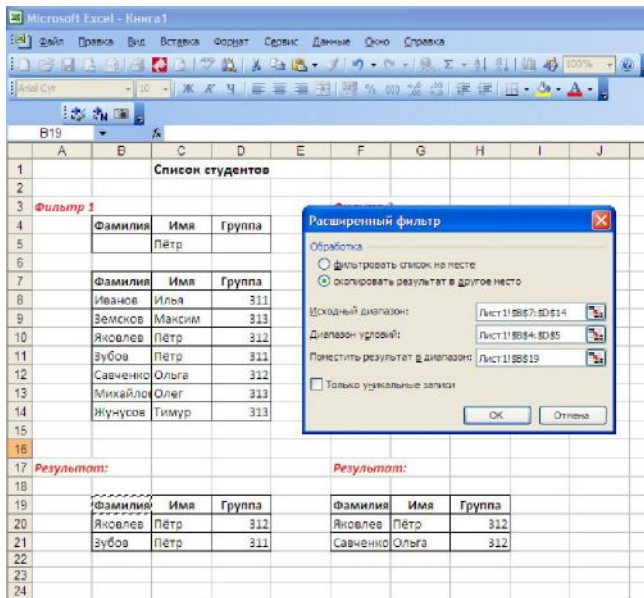 Microsoft Excel - Книга1
Файл Правка Вид Вставка Формат Сервис Данные Окно Справка
100%
Arial Cyr 10 Ж К Ч % 000
B19 fx
A B C D E F G H I J
1 Список студентов
2
3 Фильтр 1
4 Фамилия Имя Группа
5 Пётр
6
7 Фамилия Имя Группа
8 Иванов Илья 311
9 Земсков Максим 313
10 Яковлев Пётр 312
11 Зубов Пётр 311
12 Савченко Ольга 312
13 Михайлов Олег 313
14 Жунусов Тимур 313
15
16
17 Результат: Результат:
18
19 Фамилия Имя Группа Фамилия Имя Группа
20 Яковлев Пётр 312 Яковлев Пётр 312
21 Зубов Пётр 311 Савченко Ольга 312
22
23
24
Расширенный фильтр
Обработка
фильтровать список на месте
скопировать результат в другое место
Исходный диапазон: Лист1!$B$7:$D$14
Диапазон условий: Лист1!$B$4:$D$5
Поместить результат в диапазон: Лист1!$B$19
Только уникальные записи
ОК Отмена